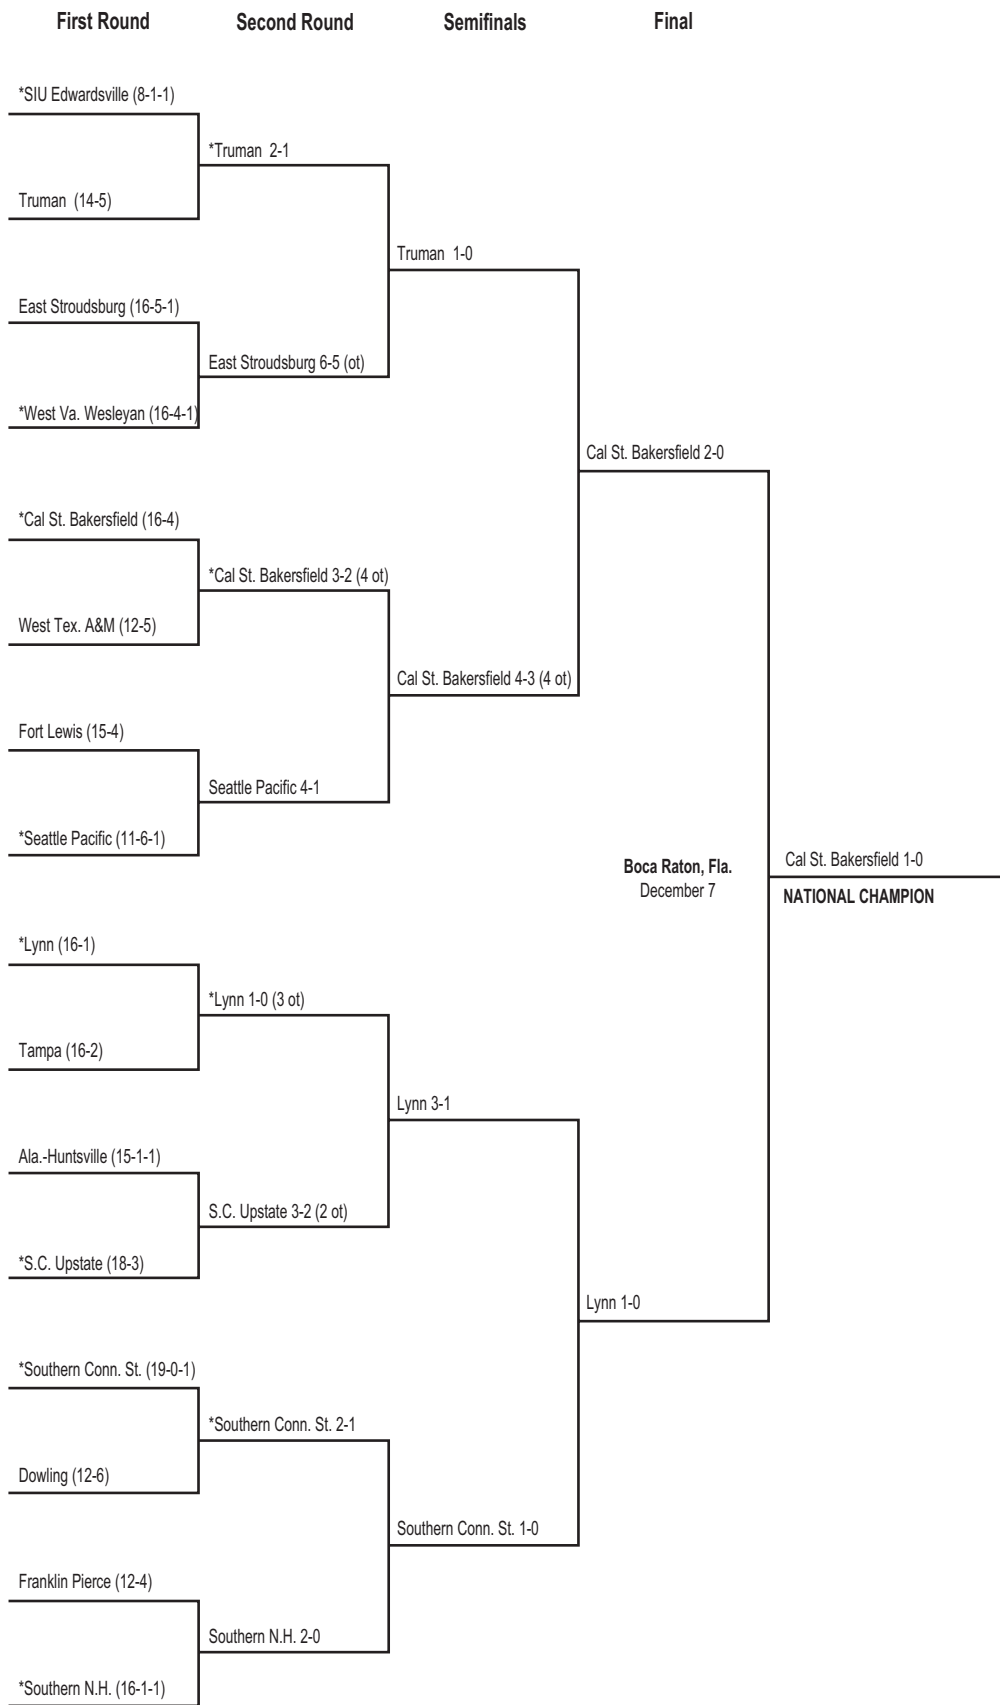 First Round Second Round Semifinals Final
*SIU Edwardsville (8-1-1)
*Truman 2-1
Truman (14-5)
Truman 1-0
East Stroudsburg (16-5-1)
East Stroudsburg 6-5 (ot)
*West Va. Wesleyan (16-4-1)
Cal St. Bakersfield 2-0
*Cal St. Bakersfield (16-4)
*Cal St. Bakersfield 3-2 (4 ot)
West Tex. A&M (12-5)
Cal St. Bakersfield 4-3 (4 ot)
Fort Lewis (15-4)
Seattle Pacific 4-1
*Seattle Pacific (11-6-1)
Cal St. Bakersfield 1-0
Boca Raton, Fla.
December 7
NATIONAL CHAMPION
*Lynn (16-1)
*Lynn 1-0 (3 ot)
Tampa (16-2)
Lynn 3-1
Ala.-Huntsville (15-1-1)
S.C. Upstate 3-2 (2 ot)
*S.C. Upstate (18-3)
Lynn 1-0
*Southern Conn. St. (19-0-1)
*Southern Conn. St. 2-1
Dowling (12-6)
Southern Conn. St. 1-0
Franklin Pierce (12-4)
Southern N.H. 2-0
*Southern N.H. (16-1-1)